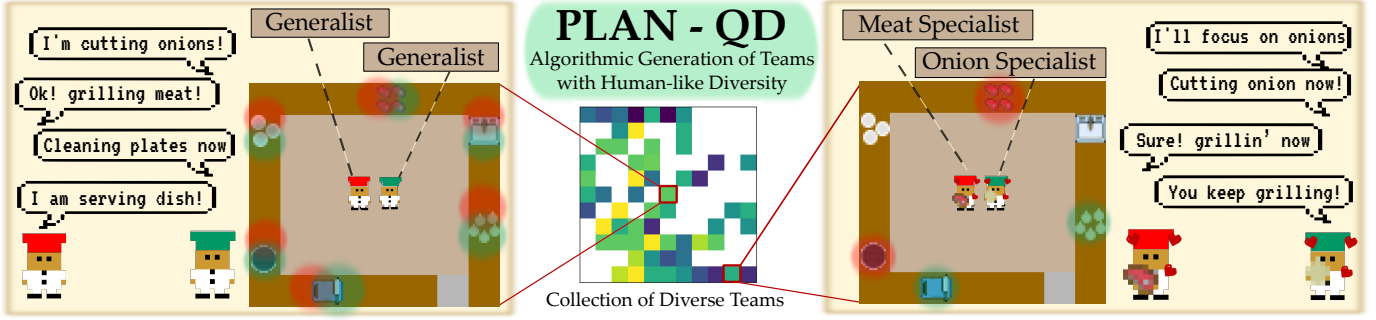 I'm cutting onions!
Ok! grilling meat!
Cleaning plates now
I am serving dish!
Generalist
Generalist
PLAN - QD
Algorithmic Generation of Teams
with Human-like Diversity
Collection of Diverse Teams
Meat Specialist
Onion Specialist
I'll focus on onions
Cutting onion now!
Sure! grillin' now
You keep grilling!